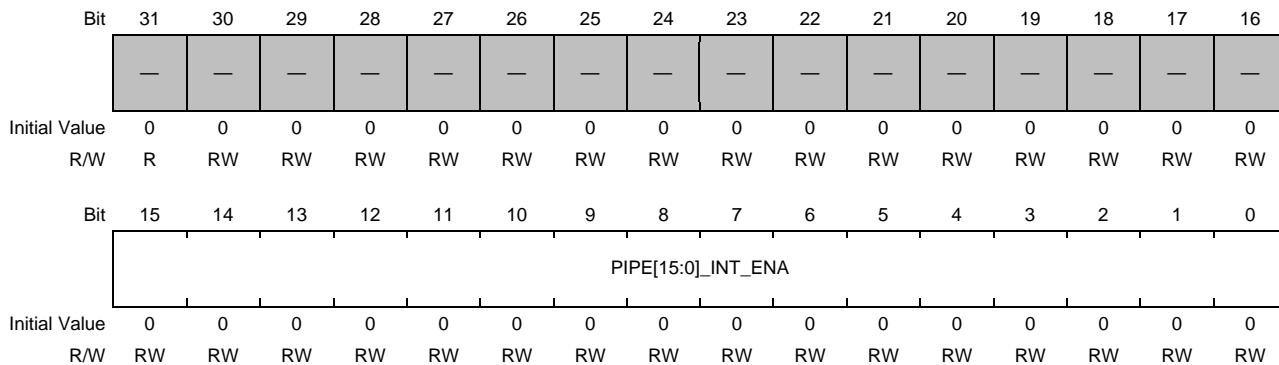 Bit 31 30 29 28 27 26 25 24 23 22 21 20 19 18 17 16
— — — — — — — — — — — — — — — —
Initial Value 0 0 0 0 0 0 0 0 0 0 0 0 0 0 0 0
R/W R RW RW RW RW RW RW RW RW RW RW RW RW RW RW RW
Bit 15 14 13 12 11 10 9 8 7 6 5 4 3 2 1 0
PIPE[15:0]_INT_ENA
Initial Value 0 0 0 0 0 0 0 0 0 0 0 0 0 0 0 0
R/W RW RW RW RW RW RW RW RW RW RW RW RW RW RW RW RW